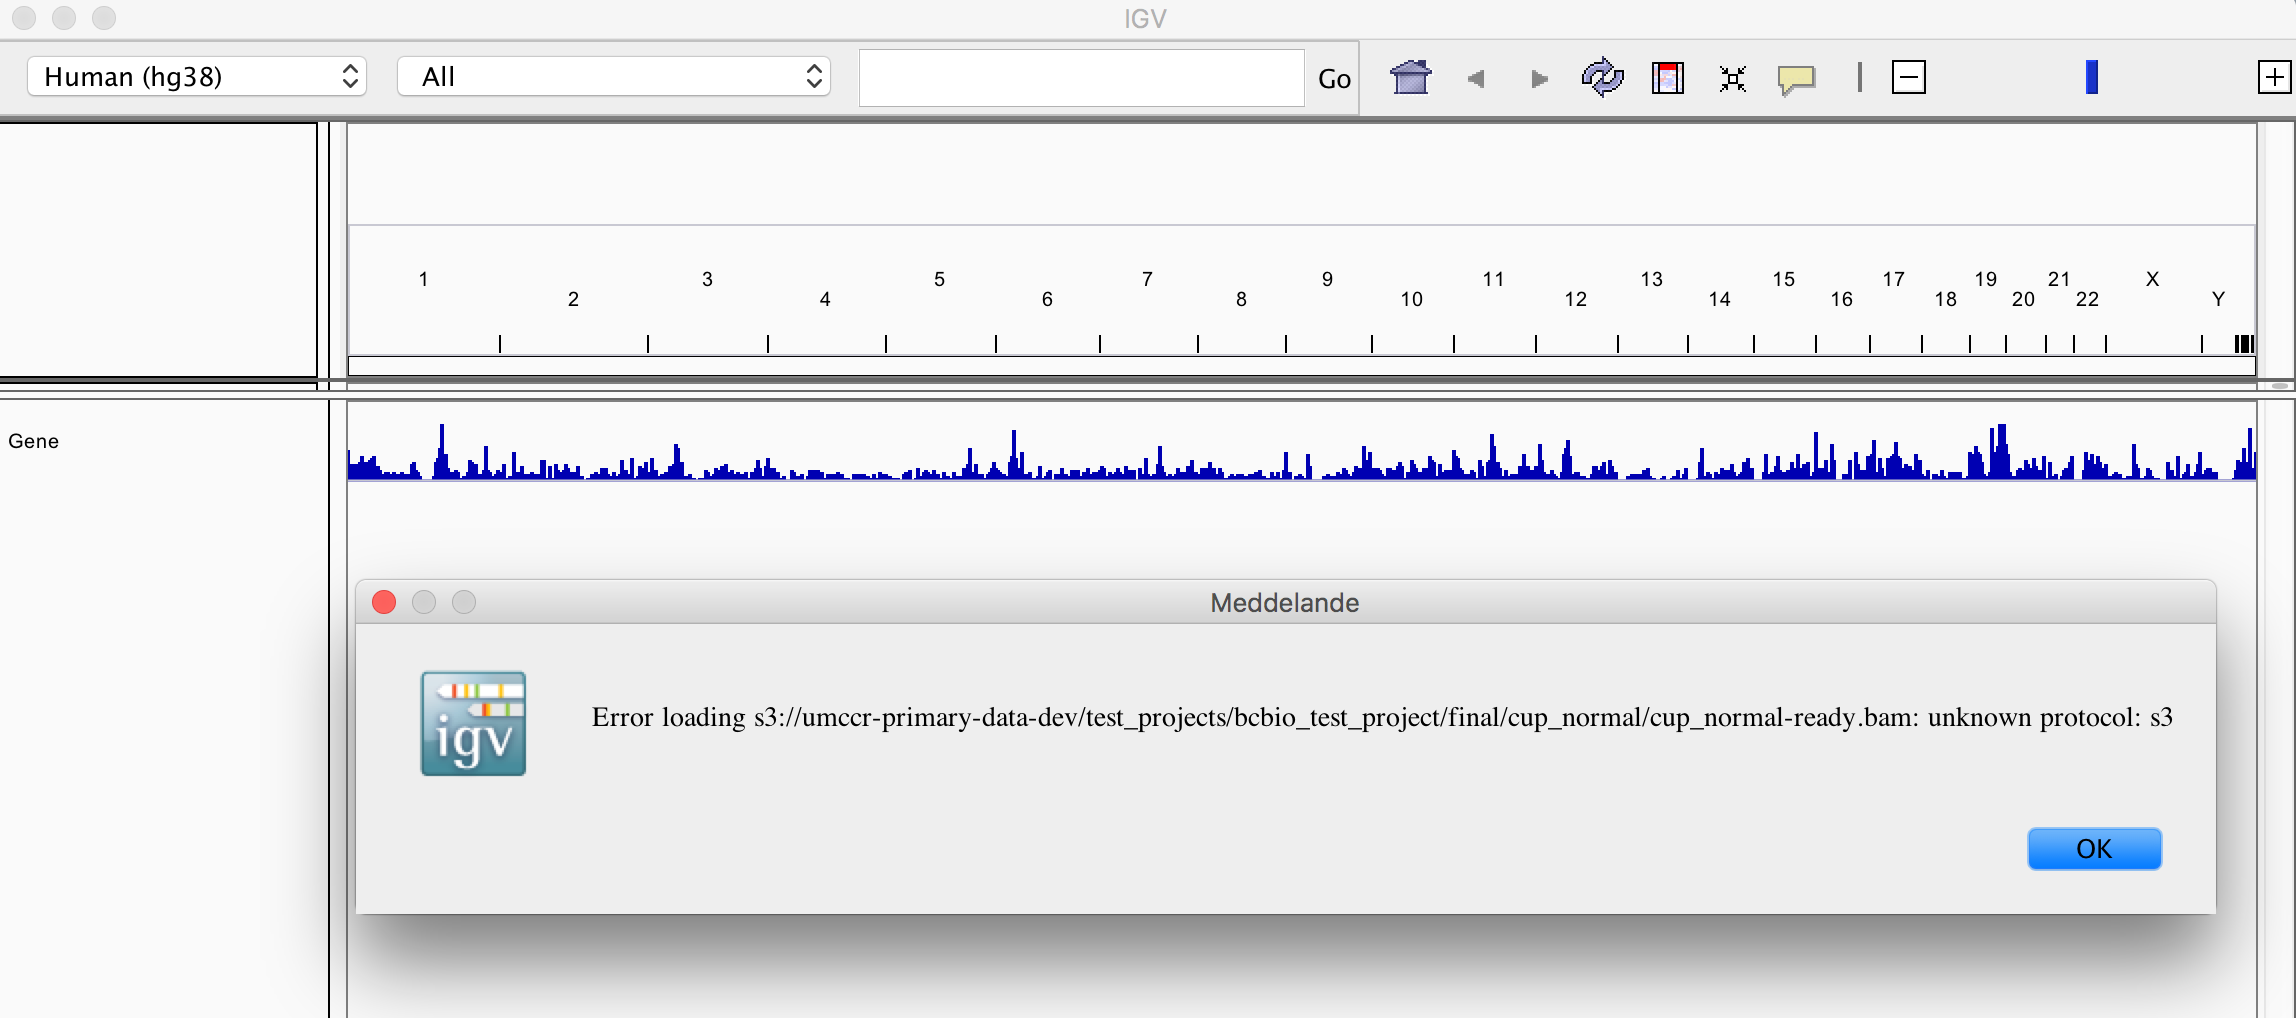 IGV
Human (hg38)
All
Go
1 3 5 7 9 11 13 15 17 19 21 X
2 4 6 8 10 12 14 16 18 20 22 Y
Gene
Meddelande
igv
Error loading s3://umccr-primary-data-dev/test_projects/bcbio_test_project/final/cup_normal/cup_normal-ready.bam: unknown protocol: s3
OK